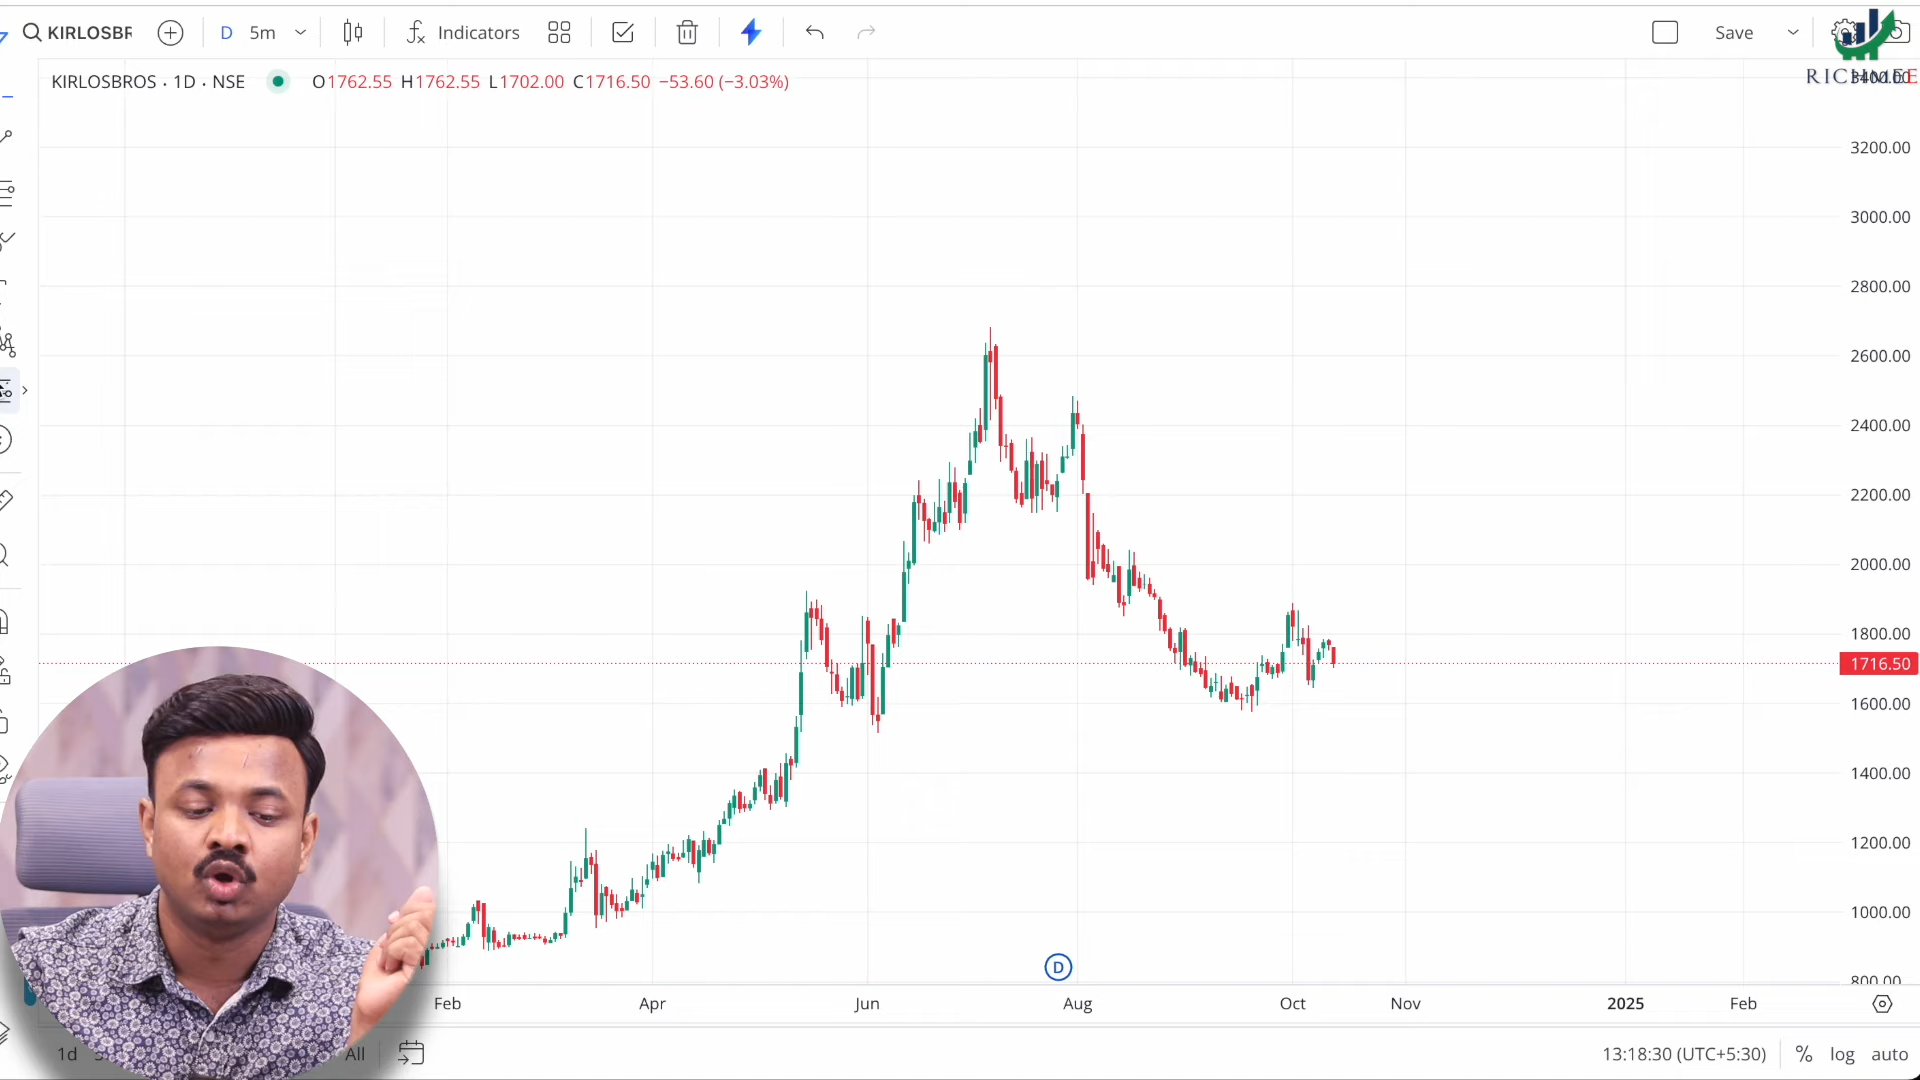 KIRLOSBR D 5m Indicators Save
KIRLOSBROS · 1D · NSE O1762.55 H1762.55 L1702.00 C1716.50 −53.60 (−3.03%)
RICHMEE
3200.00
3000.00
2800.00
2600.00
2400.00
2200.00
2000.00
1800.00
1716.50
1600.00
1400.00
1200.00
1000.00
800.00
D
Feb Apr Jun Aug Oct Nov 2025 Feb
1d All 13:18:30 (UTC+5:30) % log auto